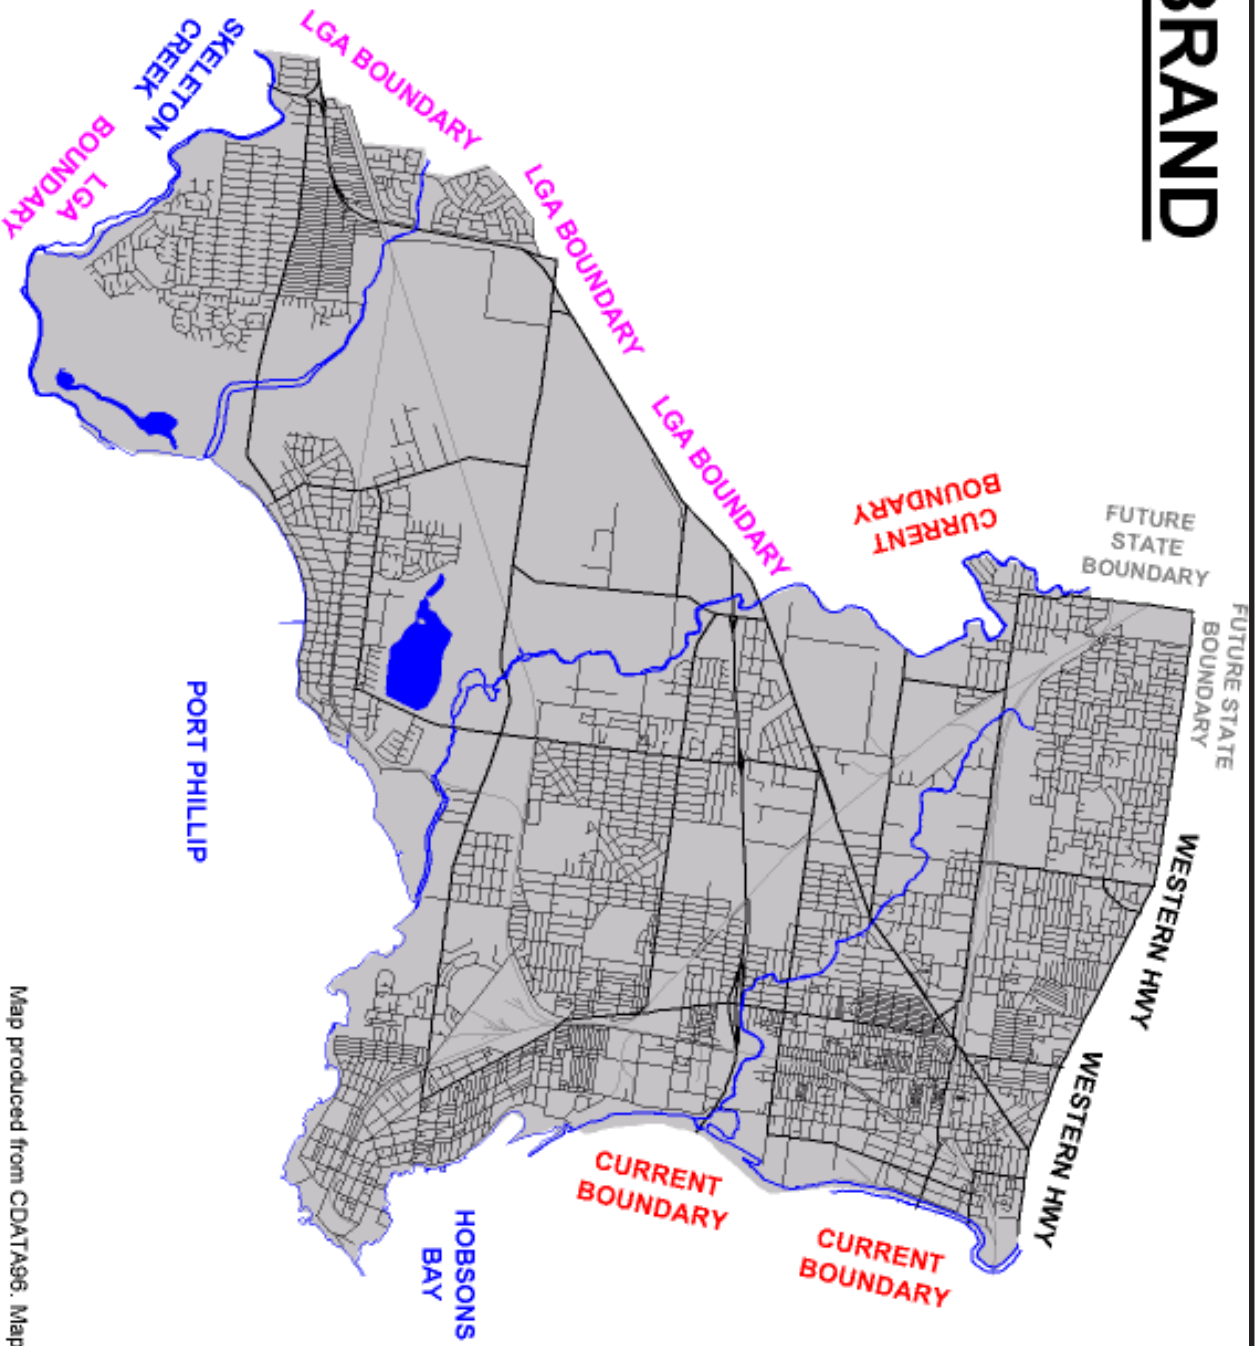 BRAND
LGA BOUNDARY
SKELETON
CREEK
LGA
BOUNDARY
LGA BOUNDARY
LGA BOUNDARY
CURRENT
BOUNDARY
FUTURE
STATE
BOUNDARY
FUTURE STATE
BOUNDARY
WESTERN HWY
WESTERN HWY
PORT PHILLLIP
CURRENT
BOUNDARY
CURRENT
BOUNDARY
HOBSONS
BAY
Map produced from CDATA96. Map